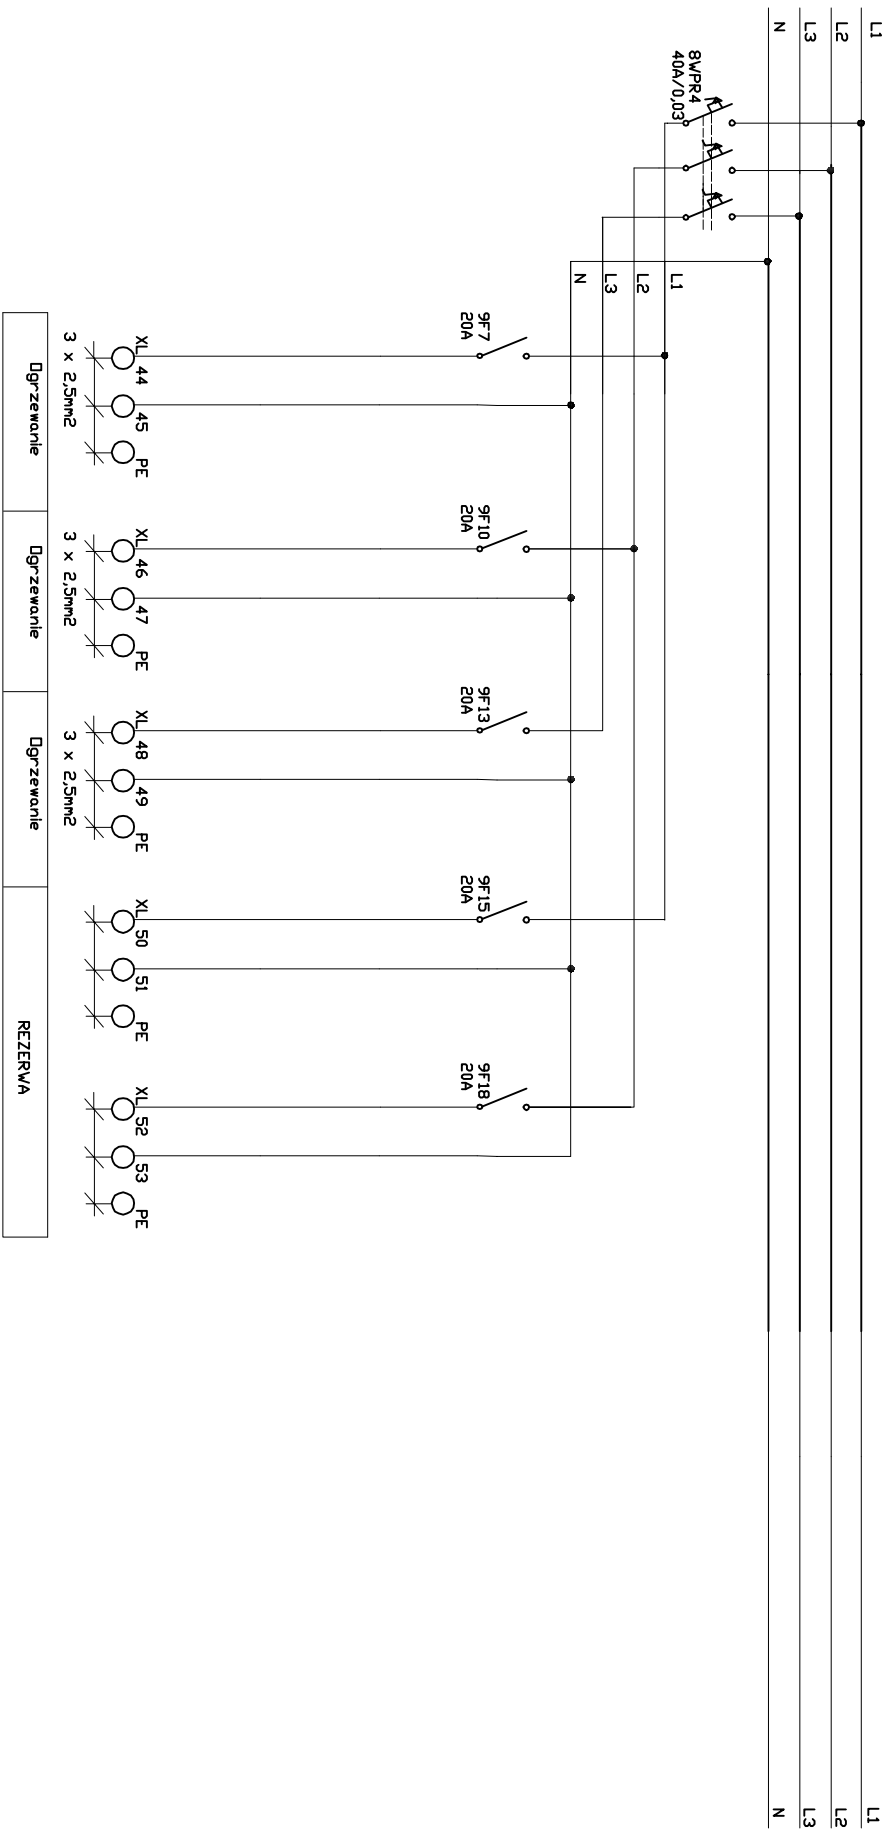 L1
L2
L3
N
L1
L2
L3
N
8WPR4
40A/0,03
L1
L2
L3
N
9F7
20A
9F10
20A
9F13
20A
9F15
20A
9F18
20A
XL 44 45 PE
XL 46 47 PE
XL 48 49 PE
XL 50 51 PE
XL 52 53 PE
3 x 2,5mm2
3 x 2,5mm2
3 x 2,5mm2
Ogrzewanie
Ogrzewanie
Ogrzewanie
REZERWA